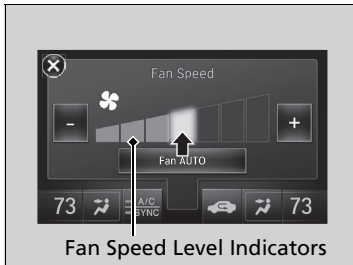 Fan Speed
-
+
Fan AUTO
73
A/C
SYNC
73
Fan Speed Level Indicators